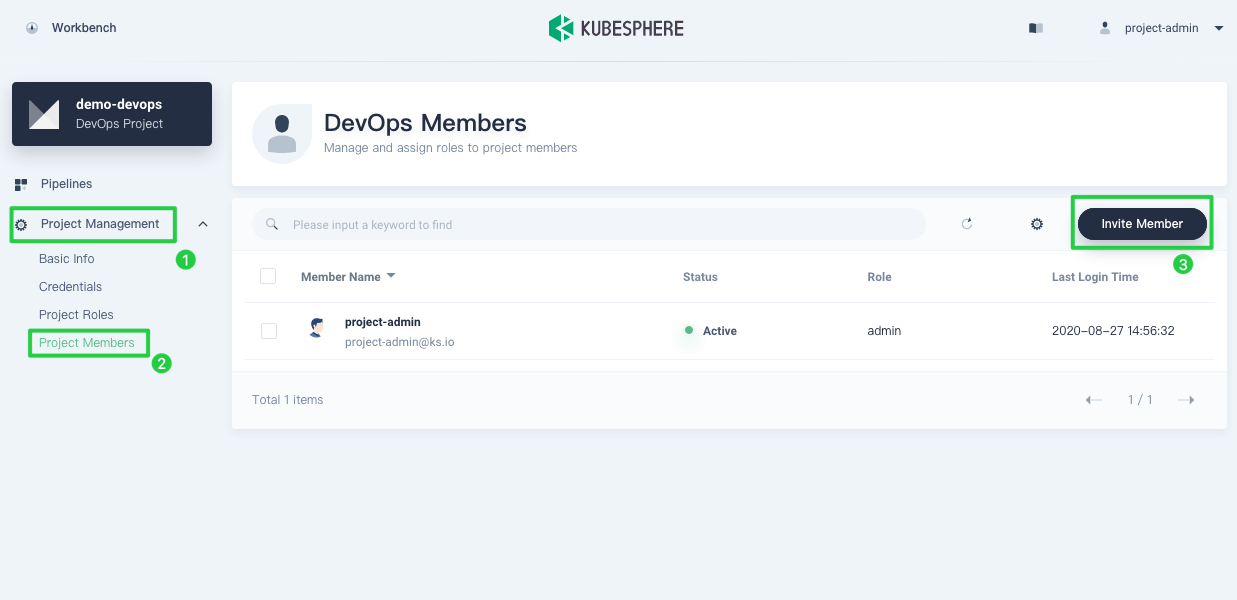 Workbench
KUBESPHERE
project-admin
demo-devops
DevOps Project
Pipelines
Project Management
1
Basic Info
Credentials
Project Roles
Project Members
2
DevOps Members
Manage and assign roles to project members
Please input a keyword to find
Invite Member
3
Member Name Status Role Last Login Time
project-admin
project-admin@ks.io
Active admin 2020-08-27 14:56:32
Total 1 items
1 / 1